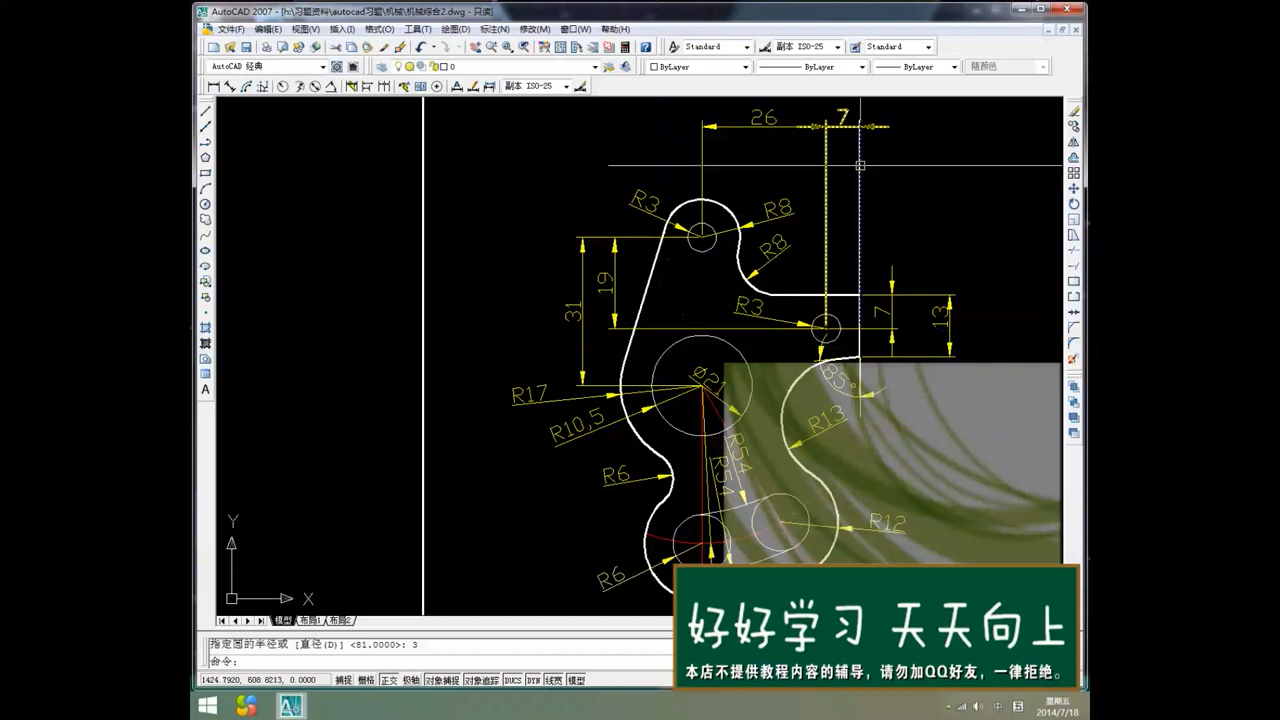 AutoCAD 2007 - [h:\习题资料\autocad习题\机械\机械综合2.dwg - 只读]
文件(F) 编辑(E) 视图(V) 插入(I) 格式(O) 工具(T) 绘图(D) 标注(N) 修改(M) 窗口(W) 帮助(H)
Standard 副本 ISO-25 Standard
AutoCAD 经典 0 ByLayer ByLayer ByLayer 随颜色
副本 ISO-25
26 7
R3 R8
R8
31 19 R3 7 13
85°
R17
R10,5
R13
R54
R54
R6
R12
R6
Y
X
模型 布局1 布局2
指定圆的半径或 [直径(D)] <81.0000>: 3
命令:
1424.7920, 608.8213, 0.0000 捕捉 栅格 正交 极轴 对象捕捉 对象追踪 DUCS DYN 线宽 模型
好好学习 天天向上
本店不提供教程内容的辅导，请勿加QQ好友，一律拒绝。
中 五
星期五
2014/7/18